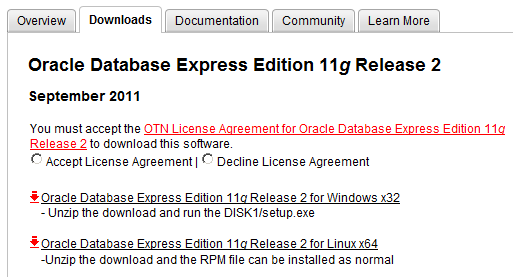 Overview Downloads Documentation Community Learn More
Oracle Database Express Edition 11g Release 2
September 2011
You must accept the OTN License Agreement for Oracle Database Express Edition 11g
Release 2 to download this software.
Accept License Agreement | Decline License Agreement
Oracle Database Express Edition 11g Release 2 for Windows x32
- Unzip the download and run the DISK1/setup.exe
Oracle Database Express Edition 11g Release 2 for Linux x64
-Unzip the download and the RPM file can be installed as normal